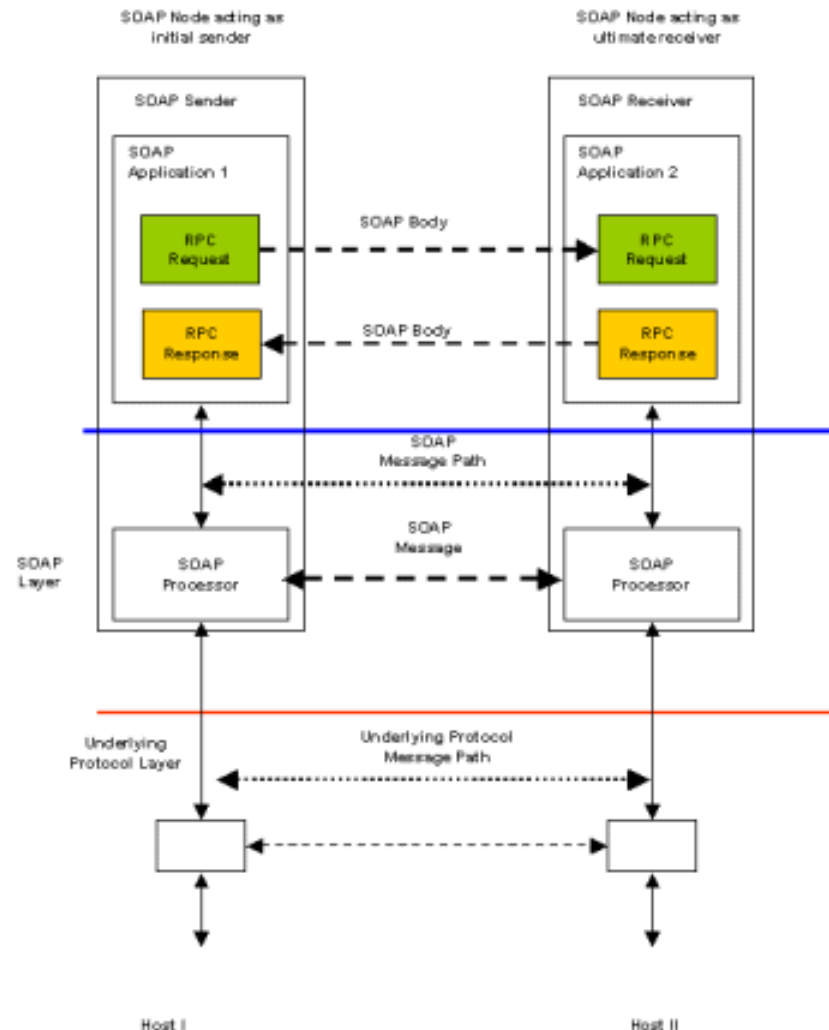 SOAP Node acting as
initial sender
SOAP Node acting as
ultimate receiver
SOAP Sender
SOAP Receiver
SOAP
Application 1
SOAP
Application 2
SOAP Body
RPC
Request
RPC
Request
SOAP Body
RPC
Response
RPC
Response
SOAP
Message Path
SOAP
Message
SOAP
Layer
SOAP
Processor
SOAP
Processor
Underlying
Protocol Layer
Underlying Protocol
Message Path
Host I
Host II